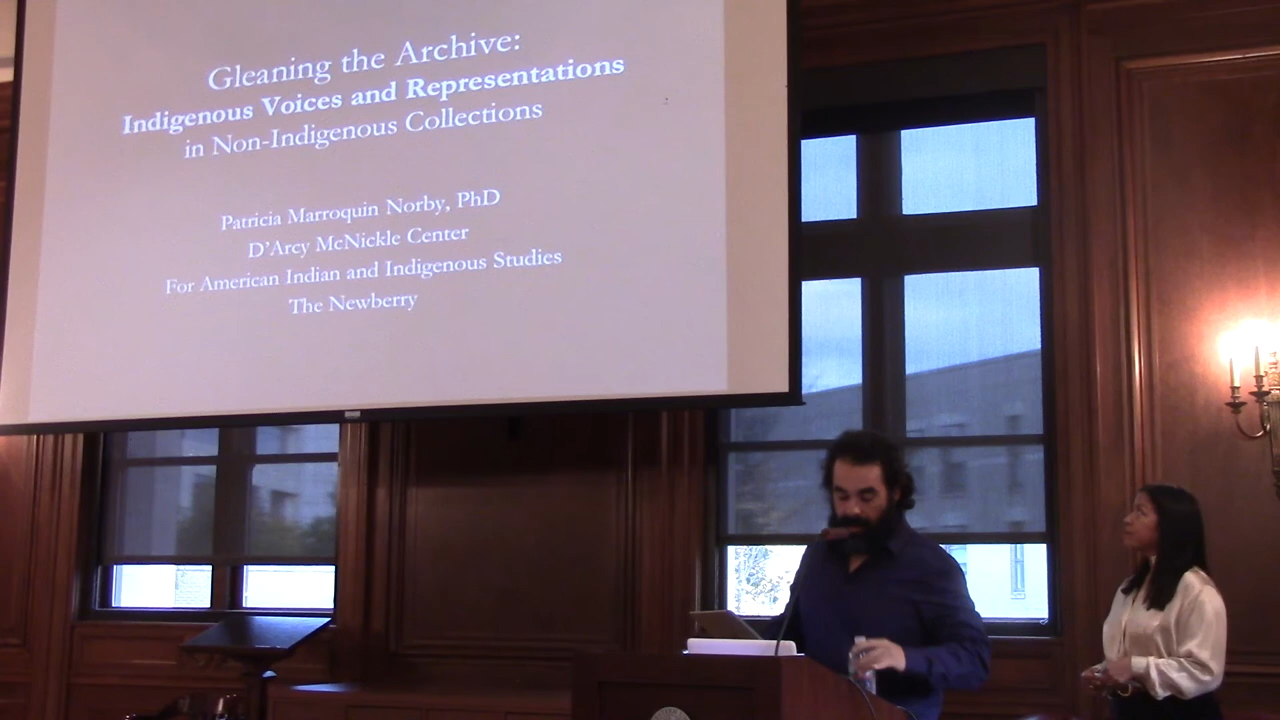 Gleaning the Archive:
Indigenous Voices and Representations
in Non-Indigenous Collections
Patricia Marroquin Norby, PhD
D'Arcy McNickle Center
For American Indian and Indigenous Studies
The Newberry